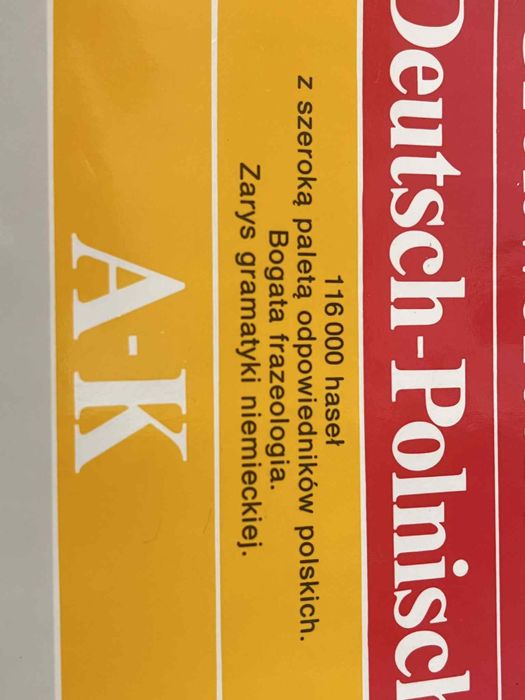 Deutsch-Polnisch
116 000 haseł
z szeroką paletą odpowiedników polskich.
Bogata frazeologia.
Zarys gramatyki niemieckiej.
A-K